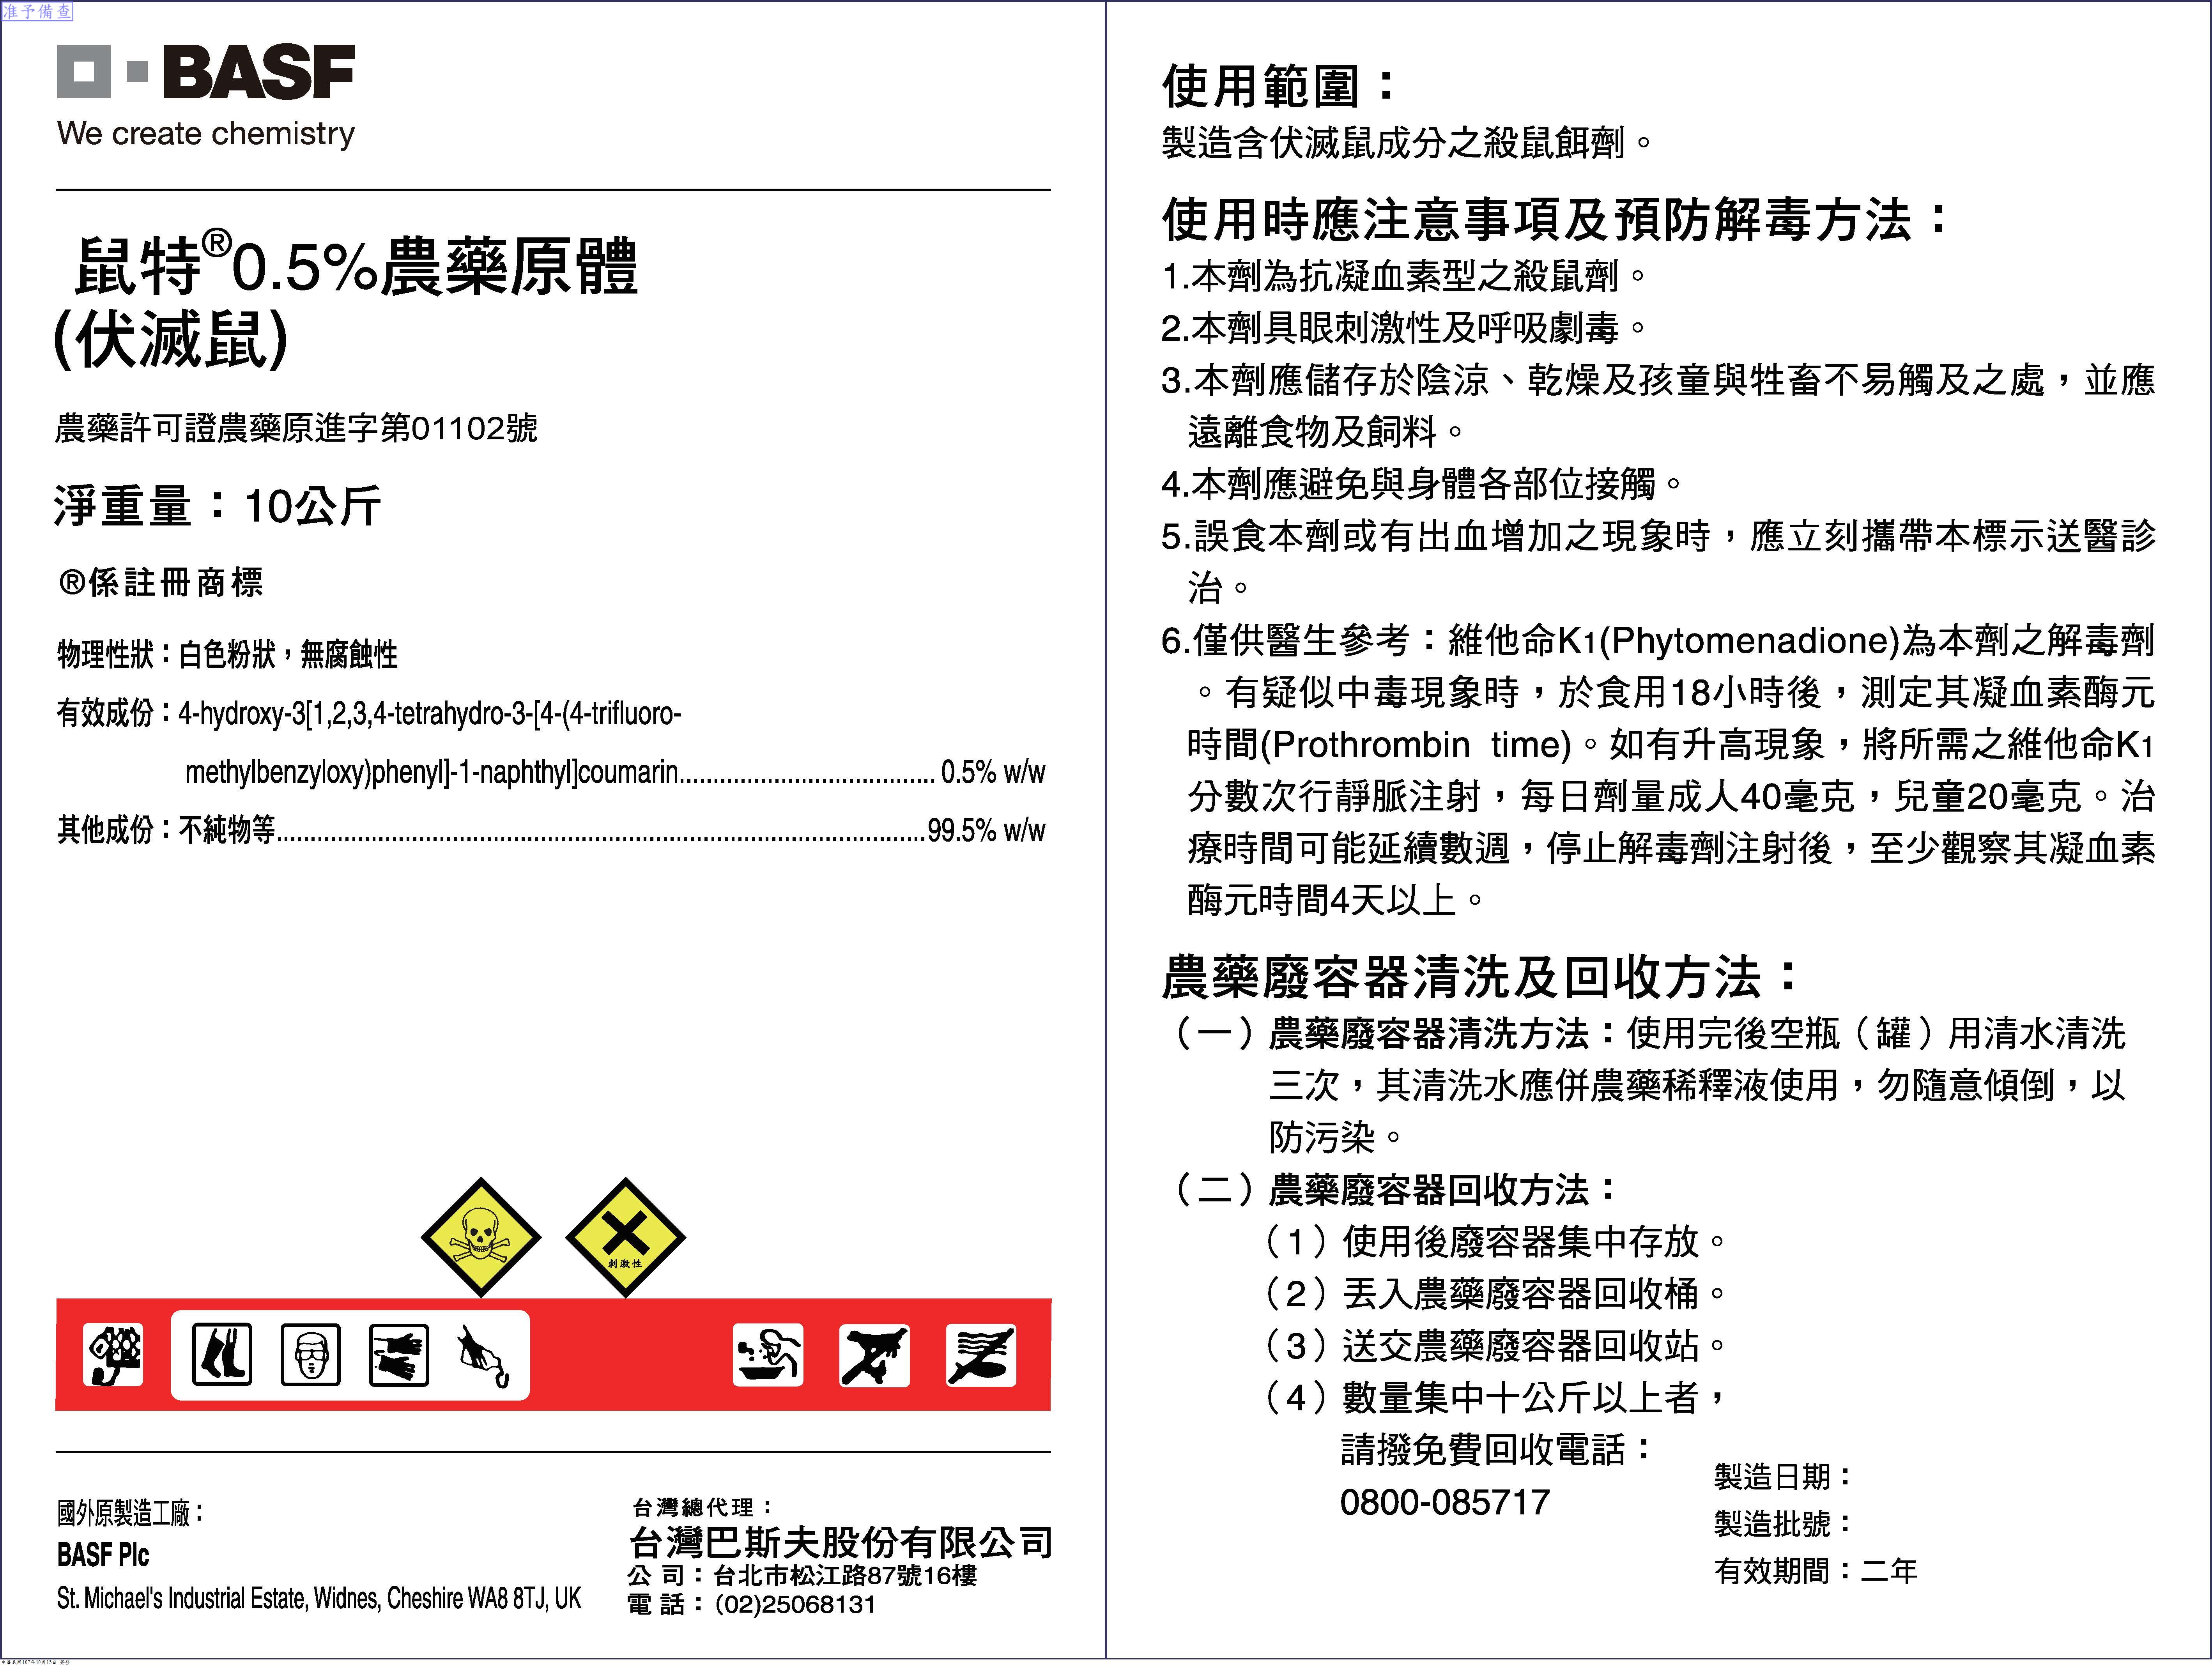 准予備查
BASF
We create chemistry
鼠特®0.5%農藥原體
(伏滅鼠)
農藥許可證農藥原進字第01102號
淨重量：10公斤
®係註冊商標
物理性狀：白色粉狀，無腐蝕性
有效成份：4-hydroxy-3[1,2,3,4-tetrahydro-3-[4-(4-trifluoro-
methylbenzyloxy)phenyl]-1-naphthyl]coumarin...................................... 0.5% w/w
其他成份：不純物等................................................................................................99.5% w/w
刺激性
國外原製造工廠：
BASF Plc
St. Michael's Industrial Estate, Widnes, Cheshire WA8 8TJ, UK
台灣總代理：
台灣巴斯夫股份有限公司
公 司：台北市松江路87號16樓
電 話：(02)25068131
使用範圍：
製造含伏滅鼠成分之殺鼠餌劑。
使用時應注意事項及預防解毒方法：
1.本劑為抗凝血素型之殺鼠劑。
2.本劑具眼刺激性及呼吸劇毒。
3.本劑應儲存於陰涼、乾燥及孩童與牲畜不易觸及之處，並應
遠離食物及飼料。
4.本劑應避免與身體各部位接觸。
5.誤食本劑或有出血增加之現象時，應立刻攜帶本標示送醫診
治。
6.僅供醫生參考：維他命K1(Phytomenadione)為本劑之解毒劑
。有疑似中毒現象時，於食用18小時後，測定其凝血素酶元
時間(Prothrombin time)。如有升高現象，將所需之維他命K1
分數次行靜脈注射，每日劑量成人40毫克，兒童20毫克。治
療時間可能延續數週，停止解毒劑注射後，至少觀察其凝血素
酶元時間4天以上。
農藥廢容器清洗及回收方法：
（一）農藥廢容器清洗方法：使用完後空瓶（罐）用清水清洗
三次，其清洗水應併農藥稀釋液使用，勿隨意傾倒，以
防污染。
（二）農藥廢容器回收方法：
（1）使用後廢容器集中存放。
（2）丟入農藥廢容器回收桶。
（3）送交農藥廢容器回收站。
（4）數量集中十公斤以上者，
請撥免費回收電話：
0800-085717
製造日期：
製造批號：
有效期間：二年